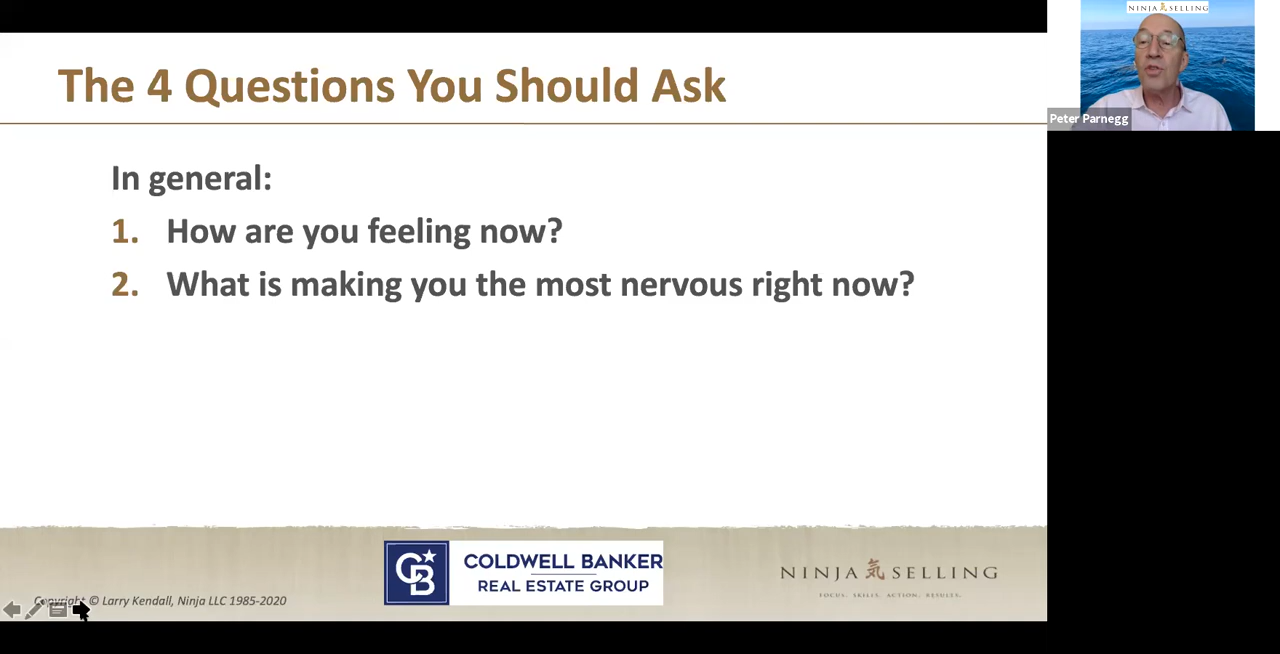 The 4 Questions You Should Ask
In general:
1. How are you feeling now?
2. What is making you the most nervous right now?
COLDWELL BANKER
REAL ESTATE GROUP
CB
NINJA 気 SELLING
FOCUS. SKILLS. ACTION. RESULTS.
Copyright © Larry Kendall, Ninja LLC 1985-2020
NINJA 気 SELLING
Peter Parnegg